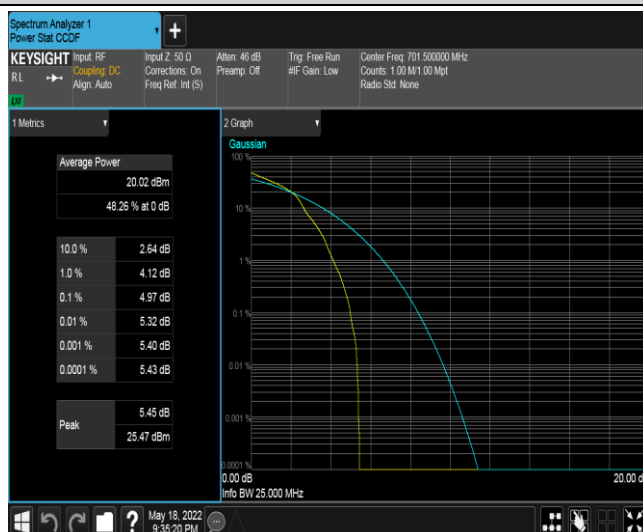 Spectrum Analyzer 1
Power Stat CCDF
+
KEYSIGHT
R L
Input: RF
Coupling: DC
Align: Auto
Input Z: 50 Ω
Corrections: On
Freq Ref: Int (S)
Atten: 46 dB
Preamp: Off
Trig: Free Run
#IF Gain: Low
Center Freq: 701.500000 MHz
Counts: 1.00 M/1.00 Mpt
Radio Std: None
1 Metrics
Average Power
20.02 dBm
48.26 % at 0 dB
10.0 % 2.64 dB
1.0 % 4.12 dB
0.1 % 4.97 dB
0.01 % 5.32 dB
0.001 % 5.40 dB
0.0001 % 5.43 dB
Peak
5.45 dB
25.47 dBm
2 Graph
Gaussian
100 %
10 %
1 %
0.1 %
0.01 %
0.001 %
0.0001 %
0.00 dB
20.00 d
Info BW 25.000 MHz
?
May 18, 2022
9:35:20 PM